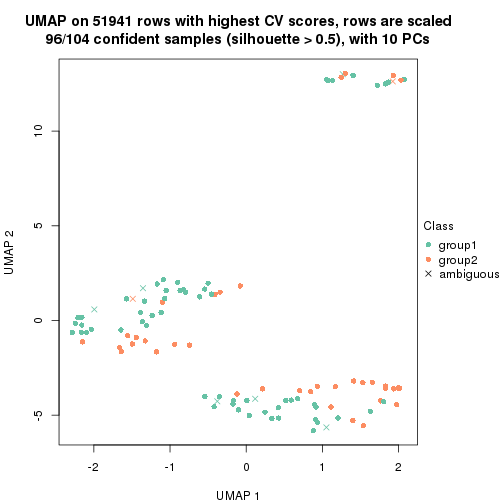 UMAP on 51941 rows with highest CV scores, rows are scaled
96/104 confident samples (silhouette > 0.5), with 10 PCs
10
5
0
-5
UMAP 2
-2
-1
0
1
2
UMAP 1
Class
group1
group2
ambiguous